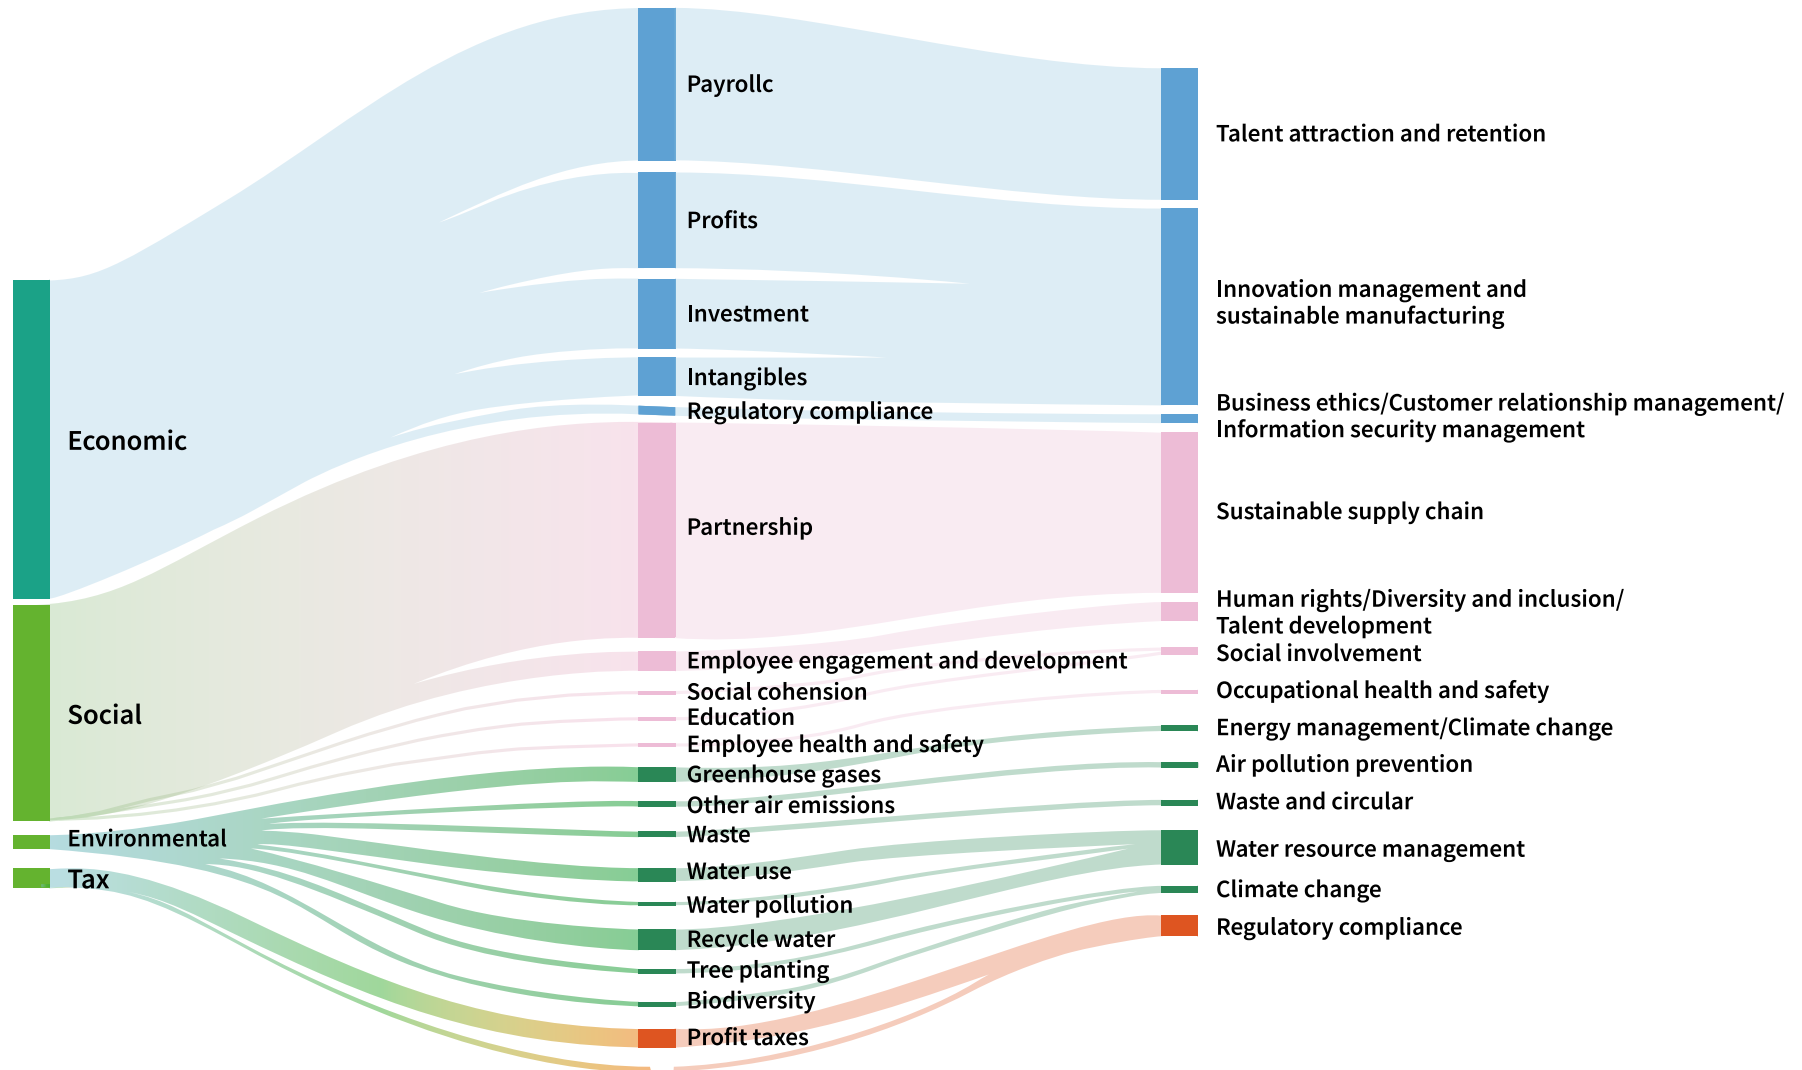 Economic
Social
Environmental
Tax
Payrollc
Profits
Investment
Intangibles
Regulatory compliance
Partnership
Employee engagement and development
Social cohension
Education
Employee health and safety
Greenhouse gases
Other air emissions
Waste
Water use
Water pollution
Recycle water
Tree planting
Biodiversity
Profit taxes
Talent attraction and retention
Innovation management and
sustainable manufacturing
Business ethics/Customer relationship management/
Information security management
Sustainable supply chain
Human rights/Diversity and inclusion/
Talent development
Social involvement
Occupational health and safety
Energy management/Climate change
Air pollution prevention
Waste and circular
Water resource management
Climate change
Regulatory compliance